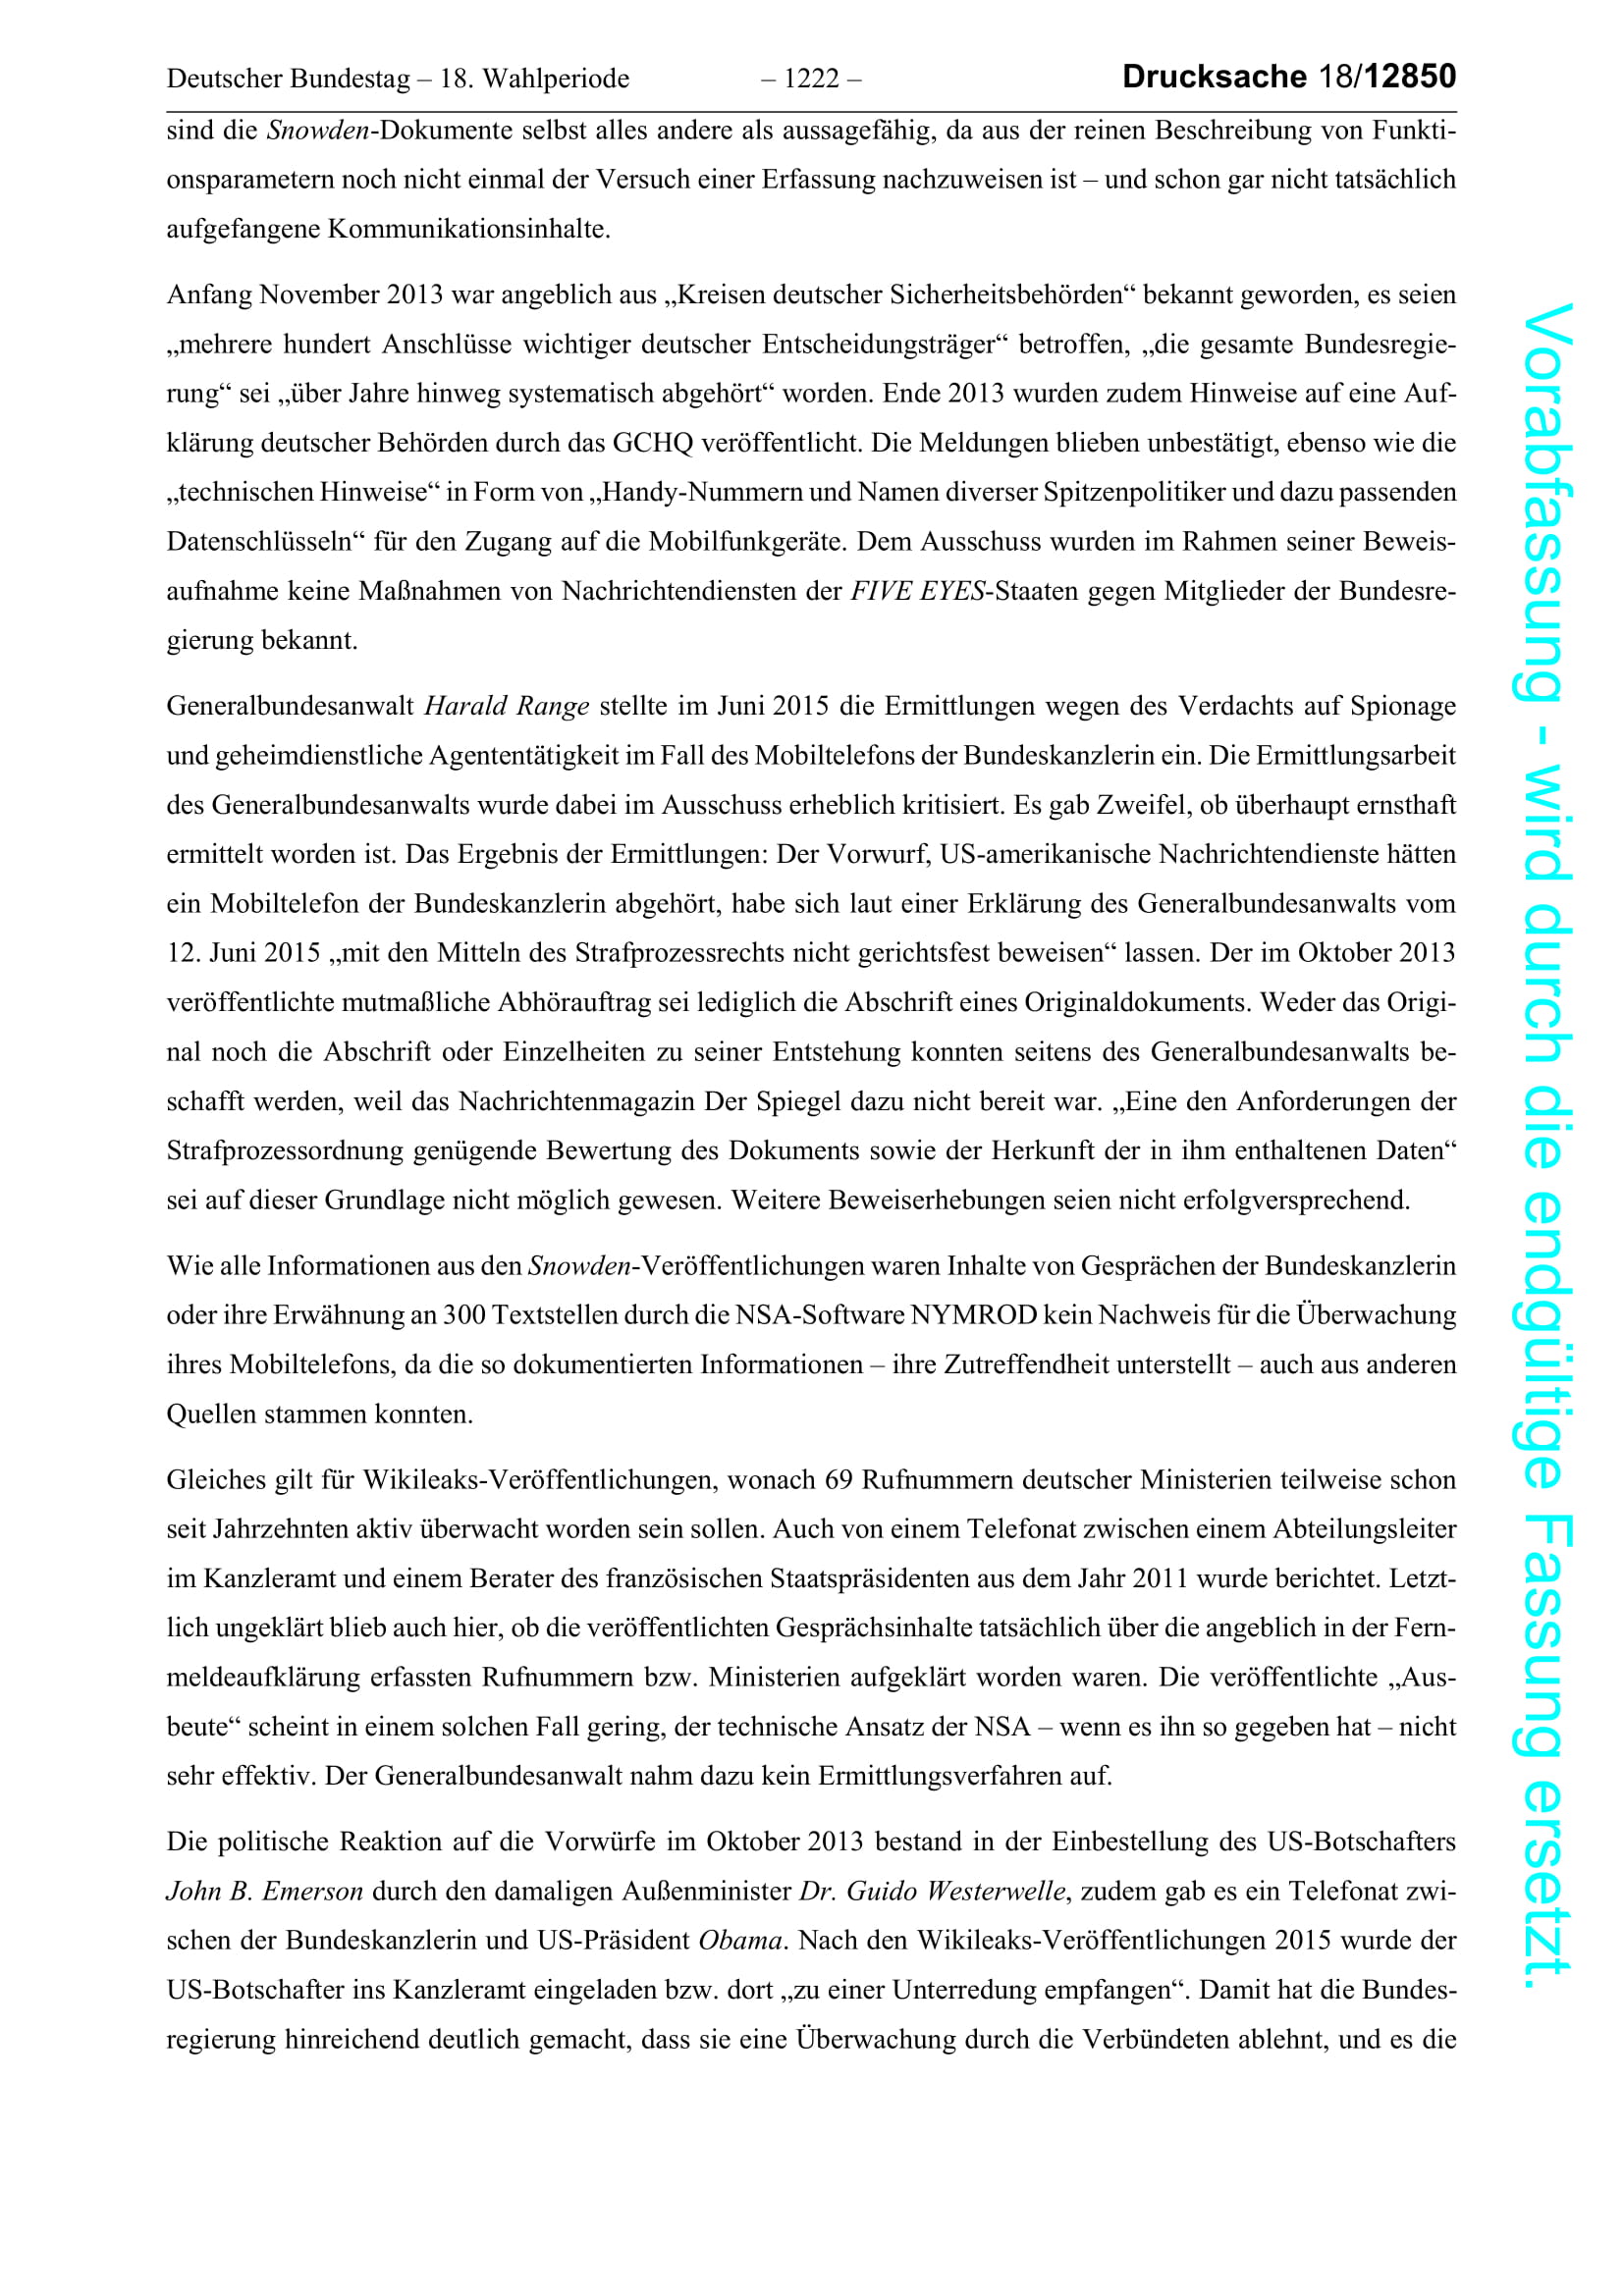 Deutscher Bundestag – 18. Wahlperiode – 1222 – Drucksache 18/12850
sind die Snowden-Dokumente selbst alles andere als aussagefähig, da aus der reinen Beschreibung von Funkti-
onsparametern noch nicht einmal der Versuch einer Erfassung nachzuweisen ist – und schon gar nicht tatsächlich
aufgefangene Kommunikationsinhalte.
Anfang November 2013 war angeblich aus „Kreisen deutscher Sicherheitsbehörden“ bekannt geworden, es seien
„mehrere hundert Anschlüsse wichtiger deutscher Entscheidungsträger“ betroffen, „die gesamte Bundesregie-
rung“ sei „über Jahre hinweg systematisch abgehört“ worden. Ende 2013 wurden zudem Hinweise auf eine Auf-
klärung deutscher Behörden durch das GCHQ veröffentlicht. Die Meldungen blieben unbestätigt, ebenso wie die
„technischen Hinweise“ in Form von „Handy-Nummern und Namen diverser Spitzenpolitiker und dazu passenden
Datenschlüsseln“ für den Zugang auf die Mobilfunkgeräte. Dem Ausschuss wurden im Rahmen seiner Beweis-
aufnahme keine Maßnahmen von Nachrichtendiensten der FIVE EYES-Staaten gegen Mitglieder der Bundesre-
gierung bekannt.
Generalbundesanwalt Harald Range stellte im Juni 2015 die Ermittlungen wegen des Verdachts auf Spionage
und geheimdienstliche Agententätigkeit im Fall des Mobiltelefons der Bundeskanzlerin ein. Die Ermittlungsarbeit
des Generalbundesanwalts wurde dabei im Ausschuss erheblich kritisiert. Es gab Zweifel, ob überhaupt ernsthaft
ermittelt worden ist. Das Ergebnis der Ermittlungen: Der Vorwurf, US-amerikanische Nachrichtendienste hätten
ein Mobiltelefon der Bundeskanzlerin abgehört, habe sich laut einer Erklärung des Generalbundesanwalts vom
12. Juni 2015 „mit den Mitteln des Strafprozessrechts nicht gerichtsfest beweisen“ lassen. Der im Oktober 2013
veröffentlichte mutmaßliche Abhörauftrag sei lediglich die Abschrift eines Originaldokuments. Weder das Origi-
nal noch die Abschrift oder Einzelheiten zu seiner Entstehung konnten seitens des Generalbundesanwalts be-
schafft werden, weil das Nachrichtenmagazin Der Spiegel dazu nicht bereit war. „Eine den Anforderungen der
Strafprozessordnung genügende Bewertung des Dokuments sowie der Herkunft der in ihm enthaltenen Daten“
sei auf dieser Grundlage nicht möglich gewesen. Weitere Beweiserhebungen seien nicht erfolgversprechend.
Wie alle Informationen aus den Snowden-Veröffentlichungen waren Inhalte von Gesprächen der Bundeskanzlerin
oder ihre Erwähnung an 300 Textstellen durch die NSA-Software NYMROD kein Nachweis für die Überwachung
ihres Mobiltelefons, da die so dokumentierten Informationen – ihre Zutreffendheit unterstellt – auch aus anderen
Quellen stammen konnten.
Gleiches gilt für Wikileaks-Veröffentlichungen, wonach 69 Rufnummern deutscher Ministerien teilweise schon
seit Jahrzehnten aktiv überwacht worden sein sollen. Auch von einem Telefonat zwischen einem Abteilungsleiter
im Kanzleramt und einem Berater des französischen Staatspräsidenten aus dem Jahr 2011 wurde berichtet. Letzt-
lich ungeklärt blieb auch hier, ob die veröffentlichten Gesprächsinhalte tatsächlich über die angeblich in der Fern-
meldeaufklärung erfassten Rufnummern bzw. Ministerien aufgeklärt worden waren. Die veröffentlichte „Aus-
beute“ scheint in einem solchen Fall gering, der technische Ansatz der NSA – wenn es ihn so gegeben hat – nicht
sehr effektiv. Der Generalbundesanwalt nahm dazu kein Ermittlungsverfahren auf.
Die politische Reaktion auf die Vorwürfe im Oktober 2013 bestand in der Einbestellung des US-Botschafters
John B. Emerson durch den damaligen Außenminister Dr. Guido Westerwelle, zudem gab es ein Telefonat zwi-
schen der Bundeskanzlerin und US-Präsident Obama. Nach den Wikileaks-Veröffentlichungen 2015 wurde der
US-Botschafter ins Kanzleramt eingeladen bzw. dort „zu einer Unterredung empfangen“. Damit hat die Bundes-
regierung hinreichend deutlich gemacht, dass sie eine Überwachung durch die Verbündeten ablehnt, und es die
Vorabfassung - wird durch die endgültige Fassung ersetzt.